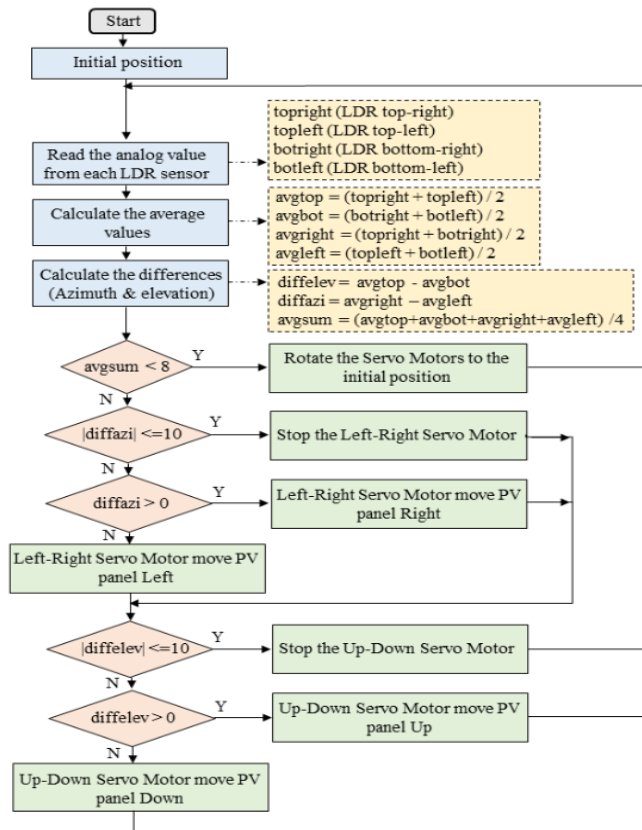 Start
Initial position
Read the analog value
from each LDR sensor
topright (LDR top-right)
topleft (LDR top-left)
botright (LDR bottom-right)
botleft (LDR bottom-left)
Calculate the average
values
avgtop = (topright + topleft) / 2
avgbot = (botright + botleft) / 2
avgright = (topright + botright) / 2
avgleft = (topleft + botleft) / 2
Calculate the differences
(Azimuth & elevation)
diffelev = avgtop - avgbot
diffazi = avgright – avgleft
avgsum = (avgtop+avgbot+avgright+avgleft) /4
avgsum < 8
Y
Rotate the Servo Motors to the
initial position
N
|diffazi| <=10
Y
Stop the Left-Right Servo Motor
N
diffazi > 0
Y
Left-Right Servo Motor move PV
panel Right
N
Left-Right Servo Motor move PV
panel Left
|diffelev| <=10
Y
Stop the Up-Down Servo Motor
N
diffelev > 0
Y
Up-Down Servo Motor move PV
panel Up
N
Up-Down Servo Motor move PV
panel Down